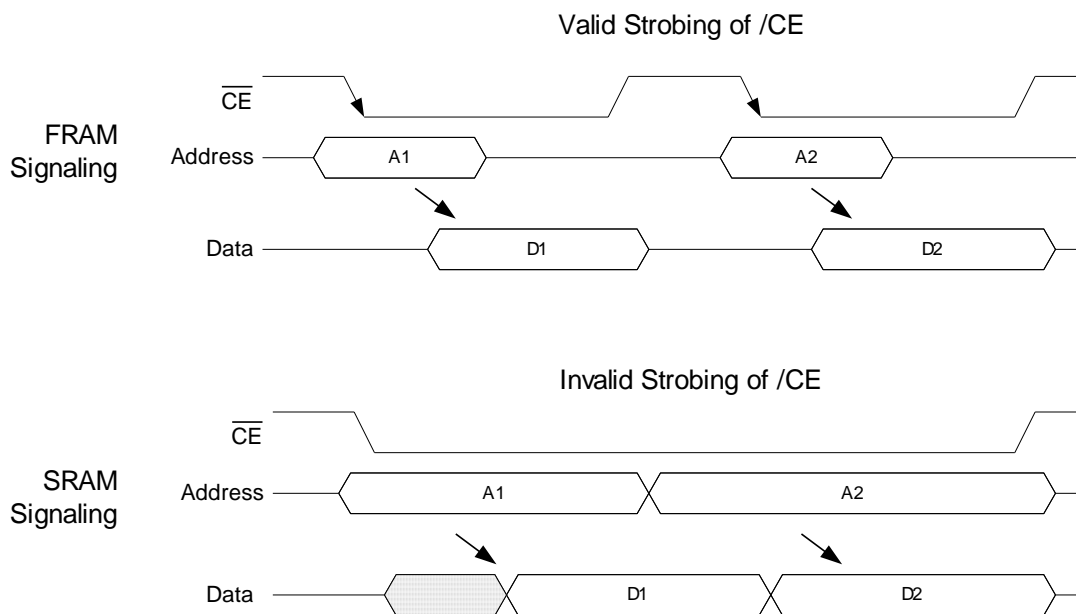 Valid Strobing of /CE
CE
FRAM
Signaling
Address
A1
A2
Data
D1
D2
Invalid Strobing of /CE
CE
SRAM
Signaling
Address
A1
A2
Data
D1
D2